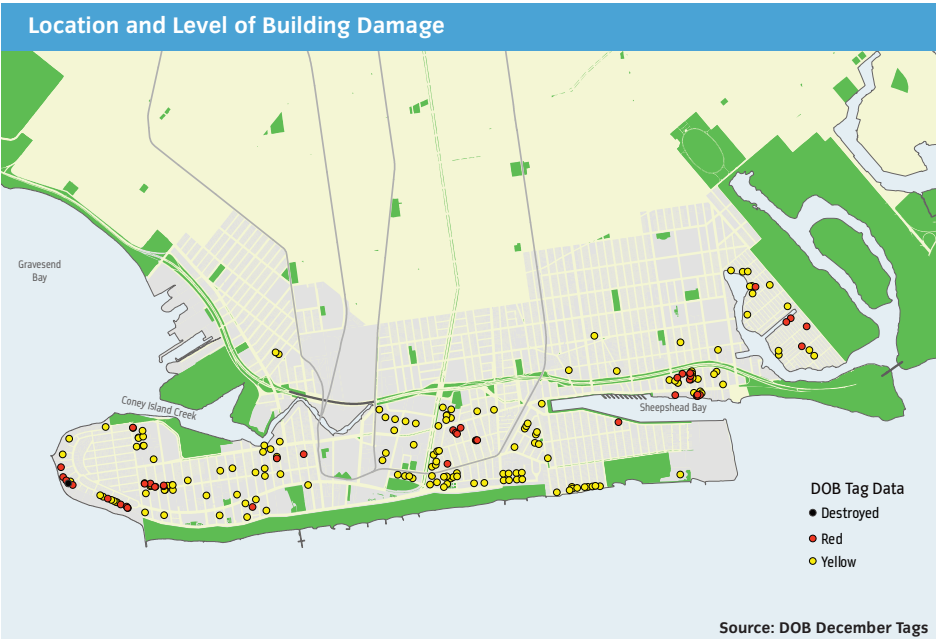 Location and Level of Building Damage
Gravesend
Bay
Coney Island Creek
Sheepshead Bay
DOB Tag Data
Destroyed
Red
Yellow
Source: DOB December Tags